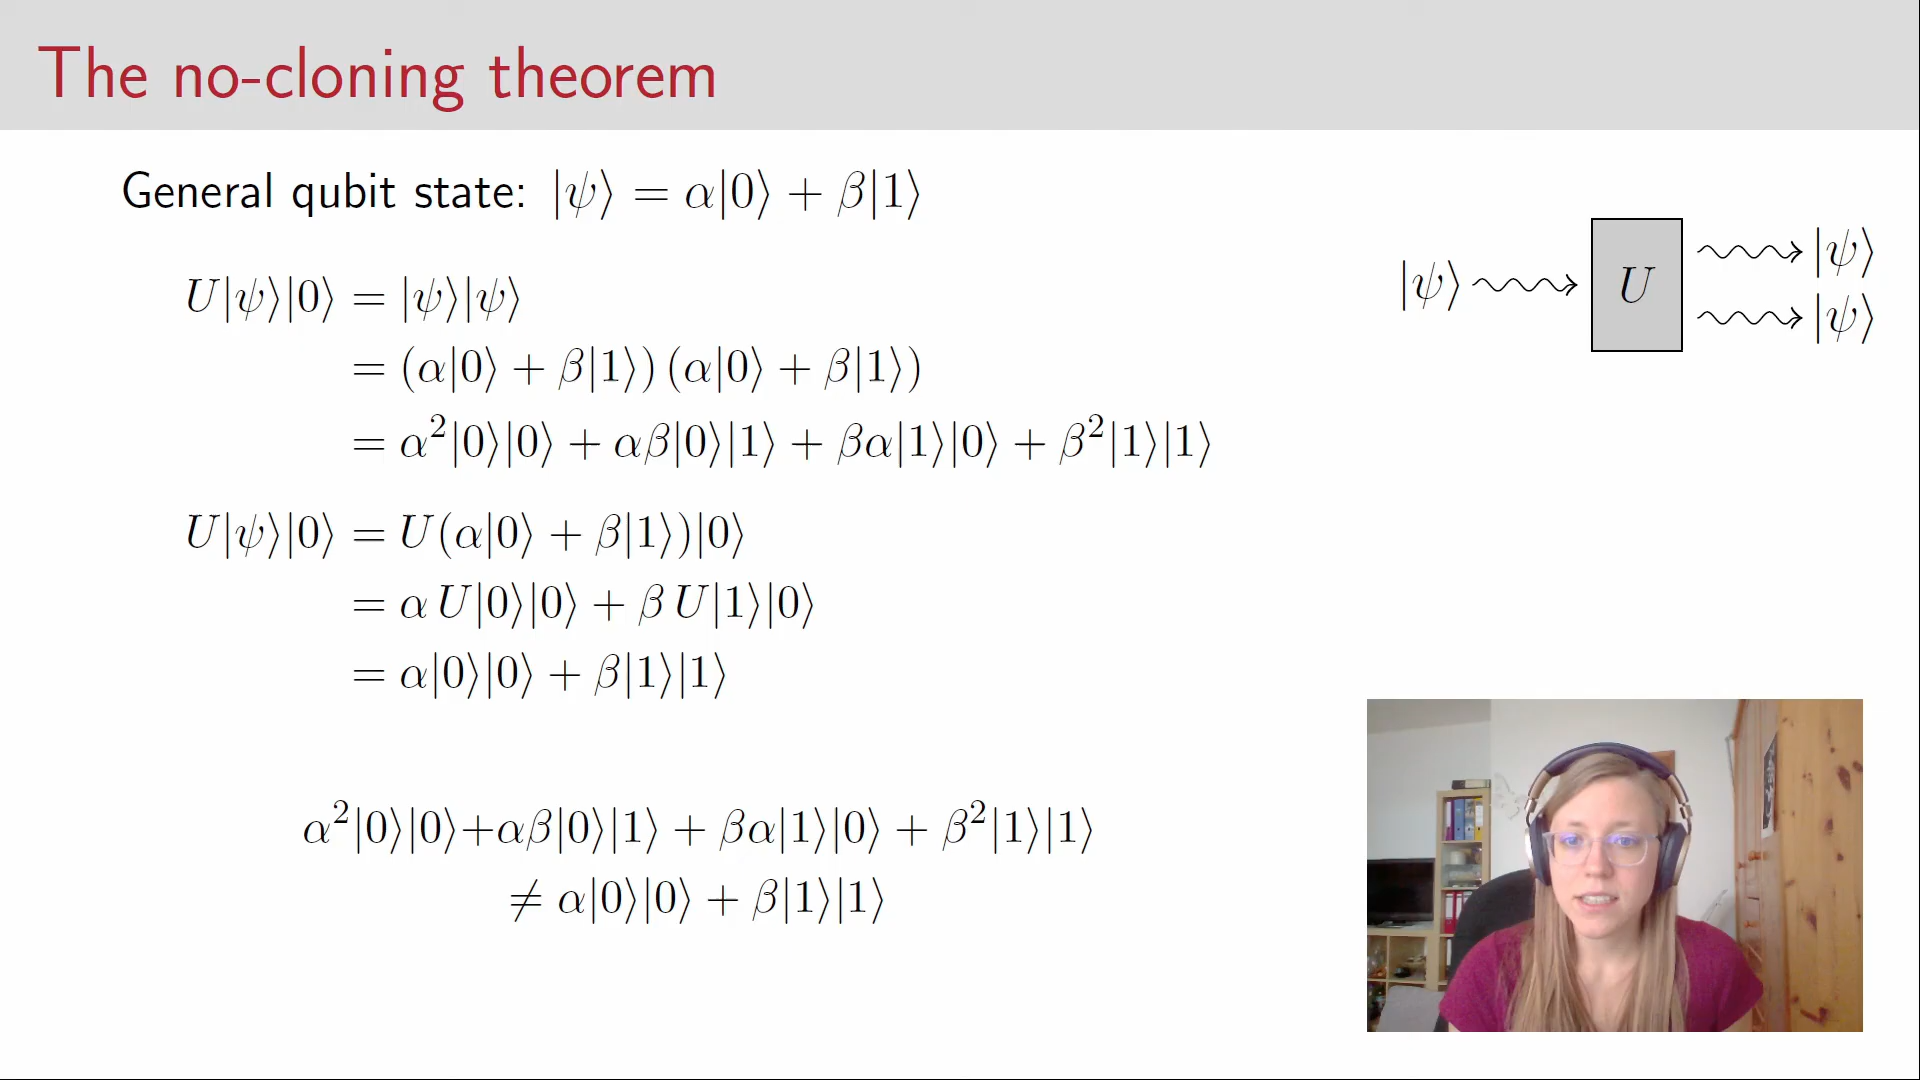 The no-cloning theorem
General qubit state: |ψ⟩ = α|0⟩ + β|1⟩
U|ψ⟩|0⟩ = |ψ⟩|ψ⟩
= (α|0⟩ + β|1⟩) (α|0⟩ + β|1⟩)
= α²|0⟩|0⟩ + αβ|0⟩|1⟩ + βα|1⟩|0⟩ + β²|1⟩|1⟩
U|ψ⟩|0⟩ = U(α|0⟩ + β|1⟩)|0⟩
= α U|0⟩|0⟩ + β U|1⟩|0⟩
= α|0⟩|0⟩ + β|1⟩|1⟩
α²|0⟩|0⟩+αβ|0⟩|1⟩ + βα|1⟩|0⟩ + β²|1⟩|1⟩
≠ α|0⟩|0⟩ + β|1⟩|1⟩
|ψ⟩
U
|ψ⟩
|ψ⟩